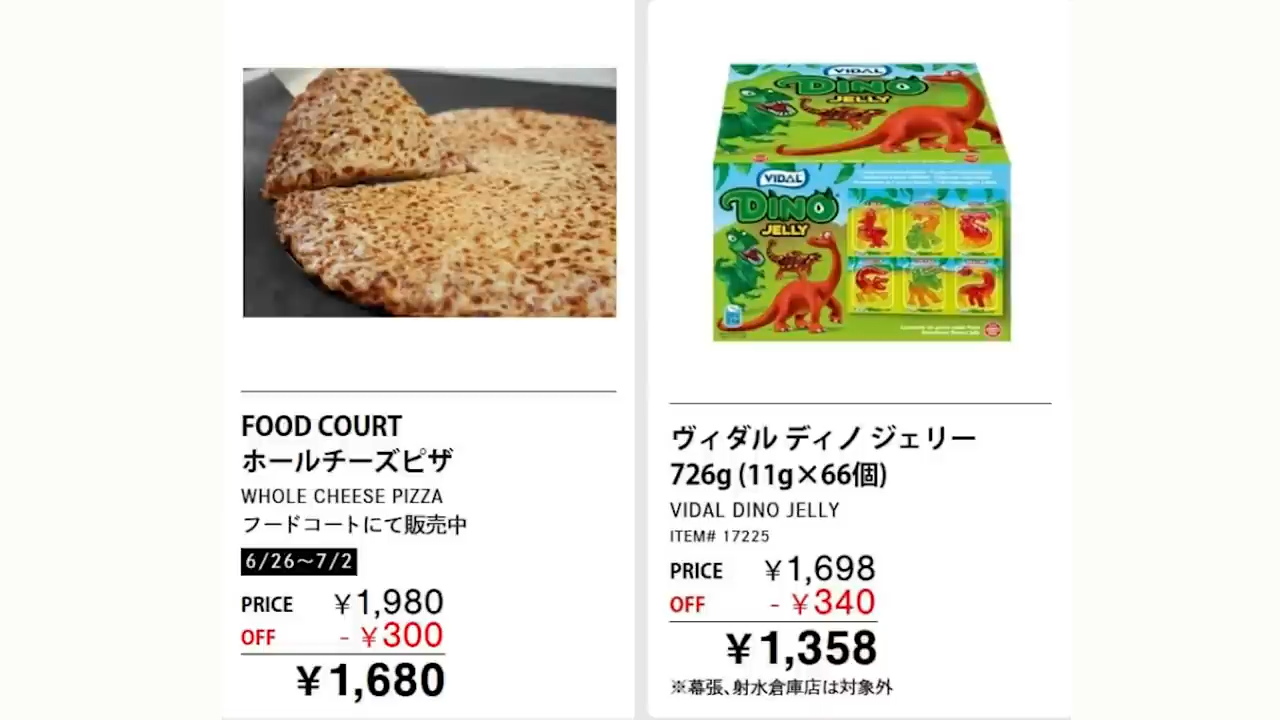 FOOD COURT
ホールチーズピザ
WHOLE CHEESE PIZZA
フードコートにて販売中
6/26〜7/2
PRICE ¥1,980
OFF - ¥300
¥1,680
VIDAL
DINO
JELLY
VIDAL
DINO
JELLY
ヴィダル ディノ ジェリー
726g (11g×66個)
VIDAL DINO JELLY
ITEM# 17225
PRICE ¥1,698
OFF - ¥340
¥1,358
※幕張、射水倉庫店は対象外